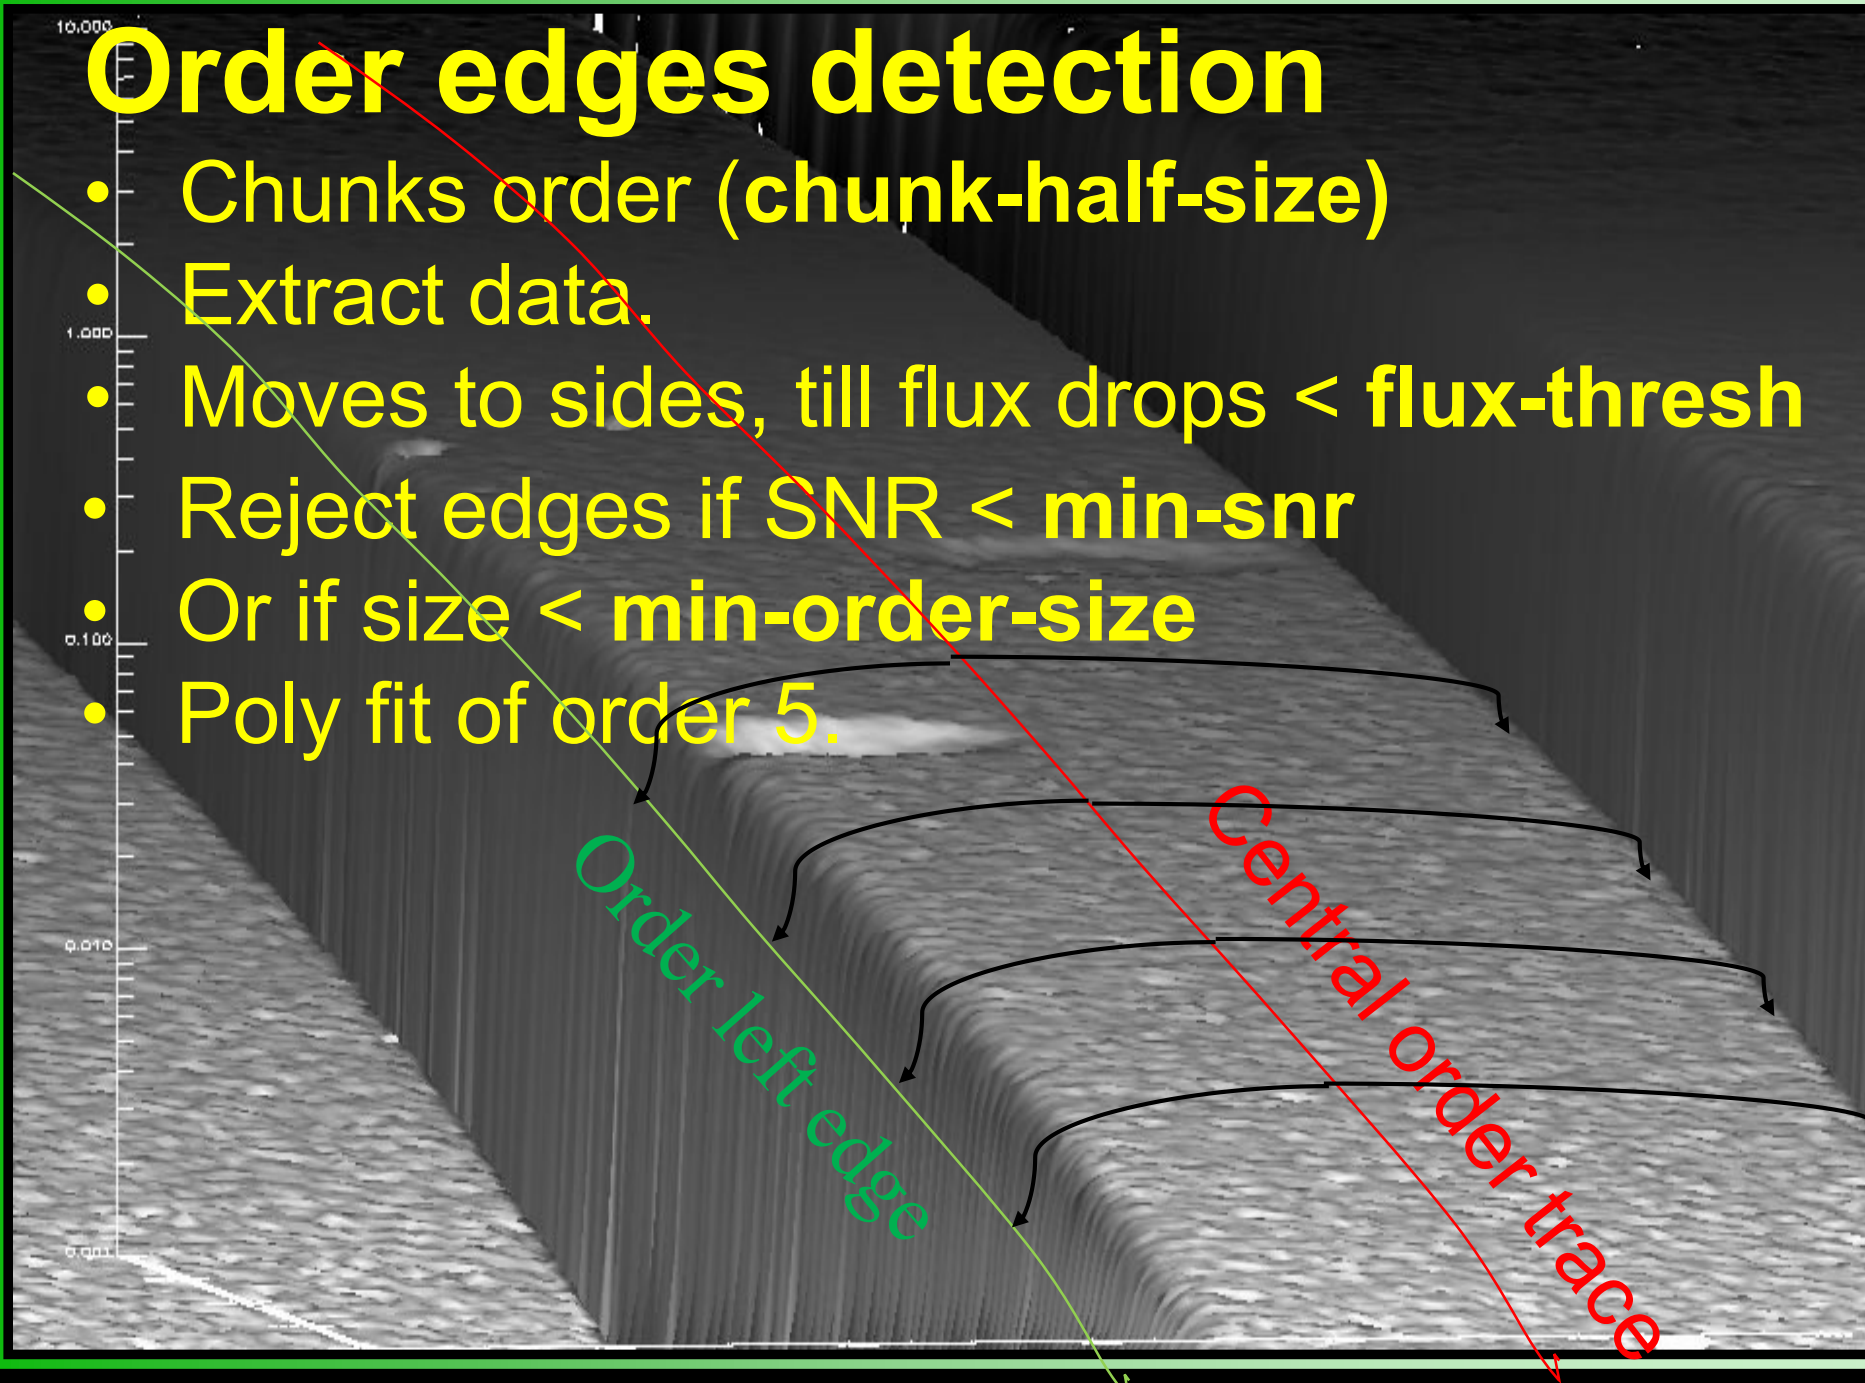 10.000
Order edges detection
• Chunks order (chunk-half-size)
• Extract data.
1.000
• Moves to sides, till flux drops < flux-thresh
• Reject edges if SNR < min-snr
• Or if size < min-order-size
0.100
• Poly fit of order 5.
Central order trace
Order left edge
0.010
0.001